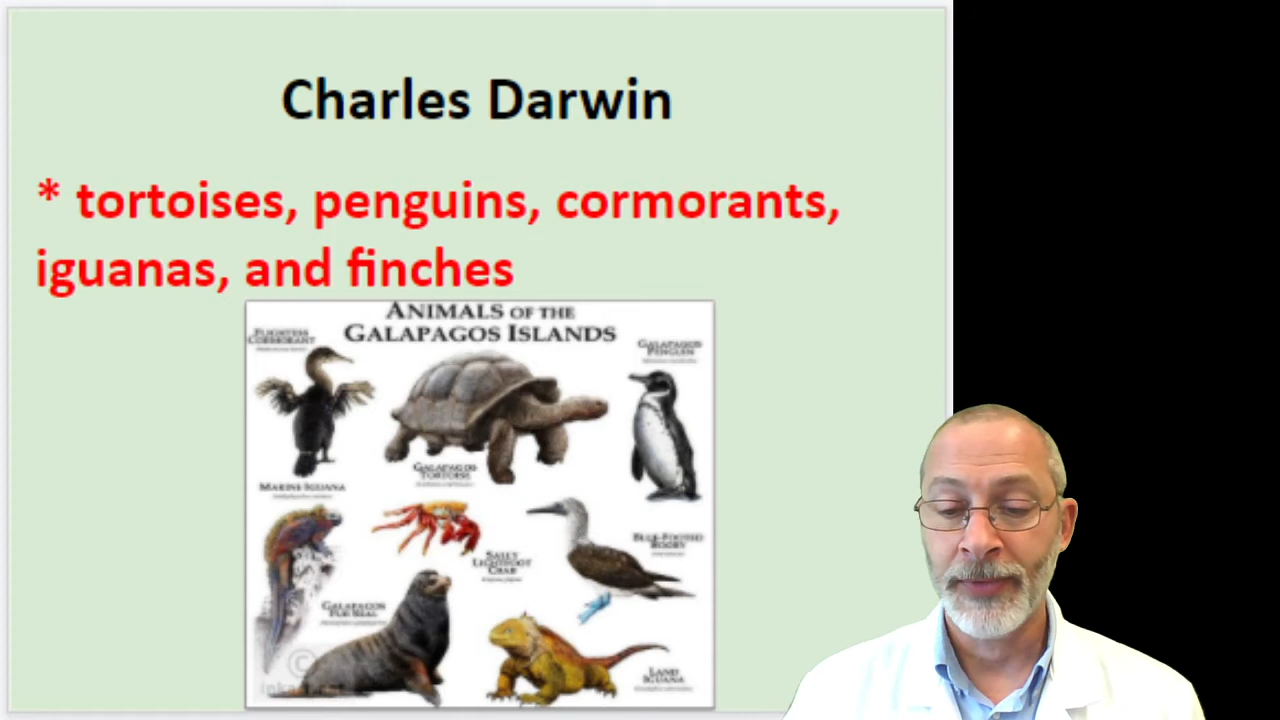 Charles Darwin
* tortoises, penguins, cormorants,
iguanas, and finches
ANIMALS OF THE
GALAPAGOS ISLANDS
FLIGHTLESS
CORMORANT
GALAPAGOS
PENGUIN
GALAPAGOS
TORTOISE
MARINE IGUANA
SALLY
LIGHTFOOT
CRAB
BLUE-FOOTED
BOOBY
GALAPAGOS
FUR SEAL
LAND
IGUANA